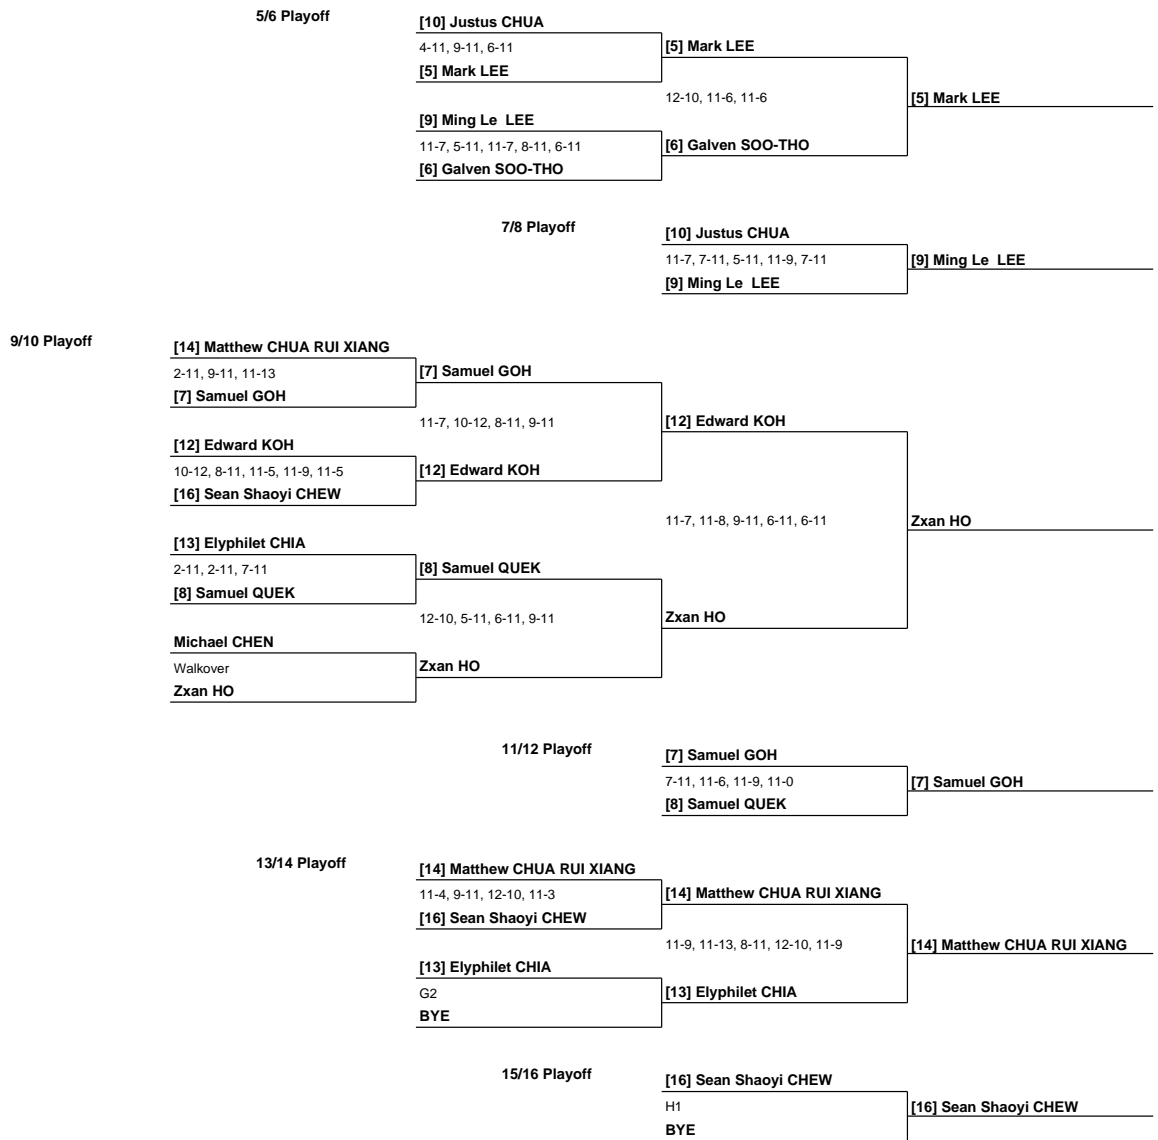 5/6 Playoff
[10] Justus CHUA
4-11, 9-11, 6-11
[5] Mark LEE
[5] Mark LEE
12-10, 11-6, 11-6
[5] Mark LEE
[9] Ming Le  LEE
11-7, 5-11, 11-7, 8-11, 6-11
[6] Galven SOO-THO
[6] Galven SOO-THO
7/8 Playoff
[10] Justus CHUA
11-7, 7-11, 5-11, 11-9, 7-11
[9] Ming Le  LEE
[9] Ming Le  LEE
9/10 Playoff
[14] Matthew CHUA RUI XIANG
2-11, 9-11, 11-13
[7] Samuel GOH
[7] Samuel GOH
11-7, 10-12, 8-11, 9-11
[12] Edward KOH
[12] Edward KOH
10-12, 8-11, 11-5, 11-9, 11-5
[12] Edward KOH
[16] Sean Shaoyi CHEW
11-7, 11-8, 9-11, 6-11, 6-11
Zxan HO
[13] Elyphilet CHIA
2-11, 2-11, 7-11
[8] Samuel QUEK
[8] Samuel QUEK
12-10, 5-11, 6-11, 9-11
Zxan HO
Michael CHEN
Walkover
Zxan HO
Zxan HO
11/12 Playoff
[7] Samuel GOH
7-11, 11-6, 11-9, 11-0
[7] Samuel GOH
[8] Samuel QUEK
13/14 Playoff
[14] Matthew CHUA RUI XIANG
11-4, 9-11, 12-10, 11-3
[14] Matthew CHUA RUI XIANG
[16] Sean Shaoyi CHEW
11-9, 11-13, 8-11, 12-10, 11-9
[14] Matthew CHUA RUI XIANG
[13] Elyphilet CHIA
G2
[13] Elyphilet CHIA
BYE
15/16 Playoff
[16] Sean Shaoyi CHEW
H1
[16] Sean Shaoyi CHEW
BYE